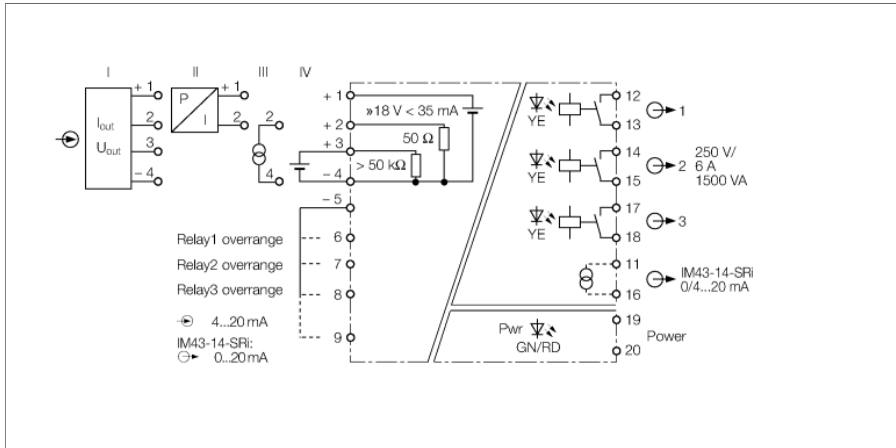 I II III IV
+ 1 + 1 + 1 12
P I 2 2 2 + 2 »18 V < 35 mA YE 13 1
Iout
Uout
3 50 Ω
+ 3
- 4 4 > 50 kΩ - 4
14
YE 15 2 250 V/
6 A
1500 VA
- 5
17
YE 18 3
Relay1 overrange 6
Relay2 overrange 7
Relay3 overrange 8
11
16 IM43-14-SRi
0/4...20 mA
4...20 mA
IM43-14-SRi:
0...20 mA
9
19
Pwr Power
GN/RD 20